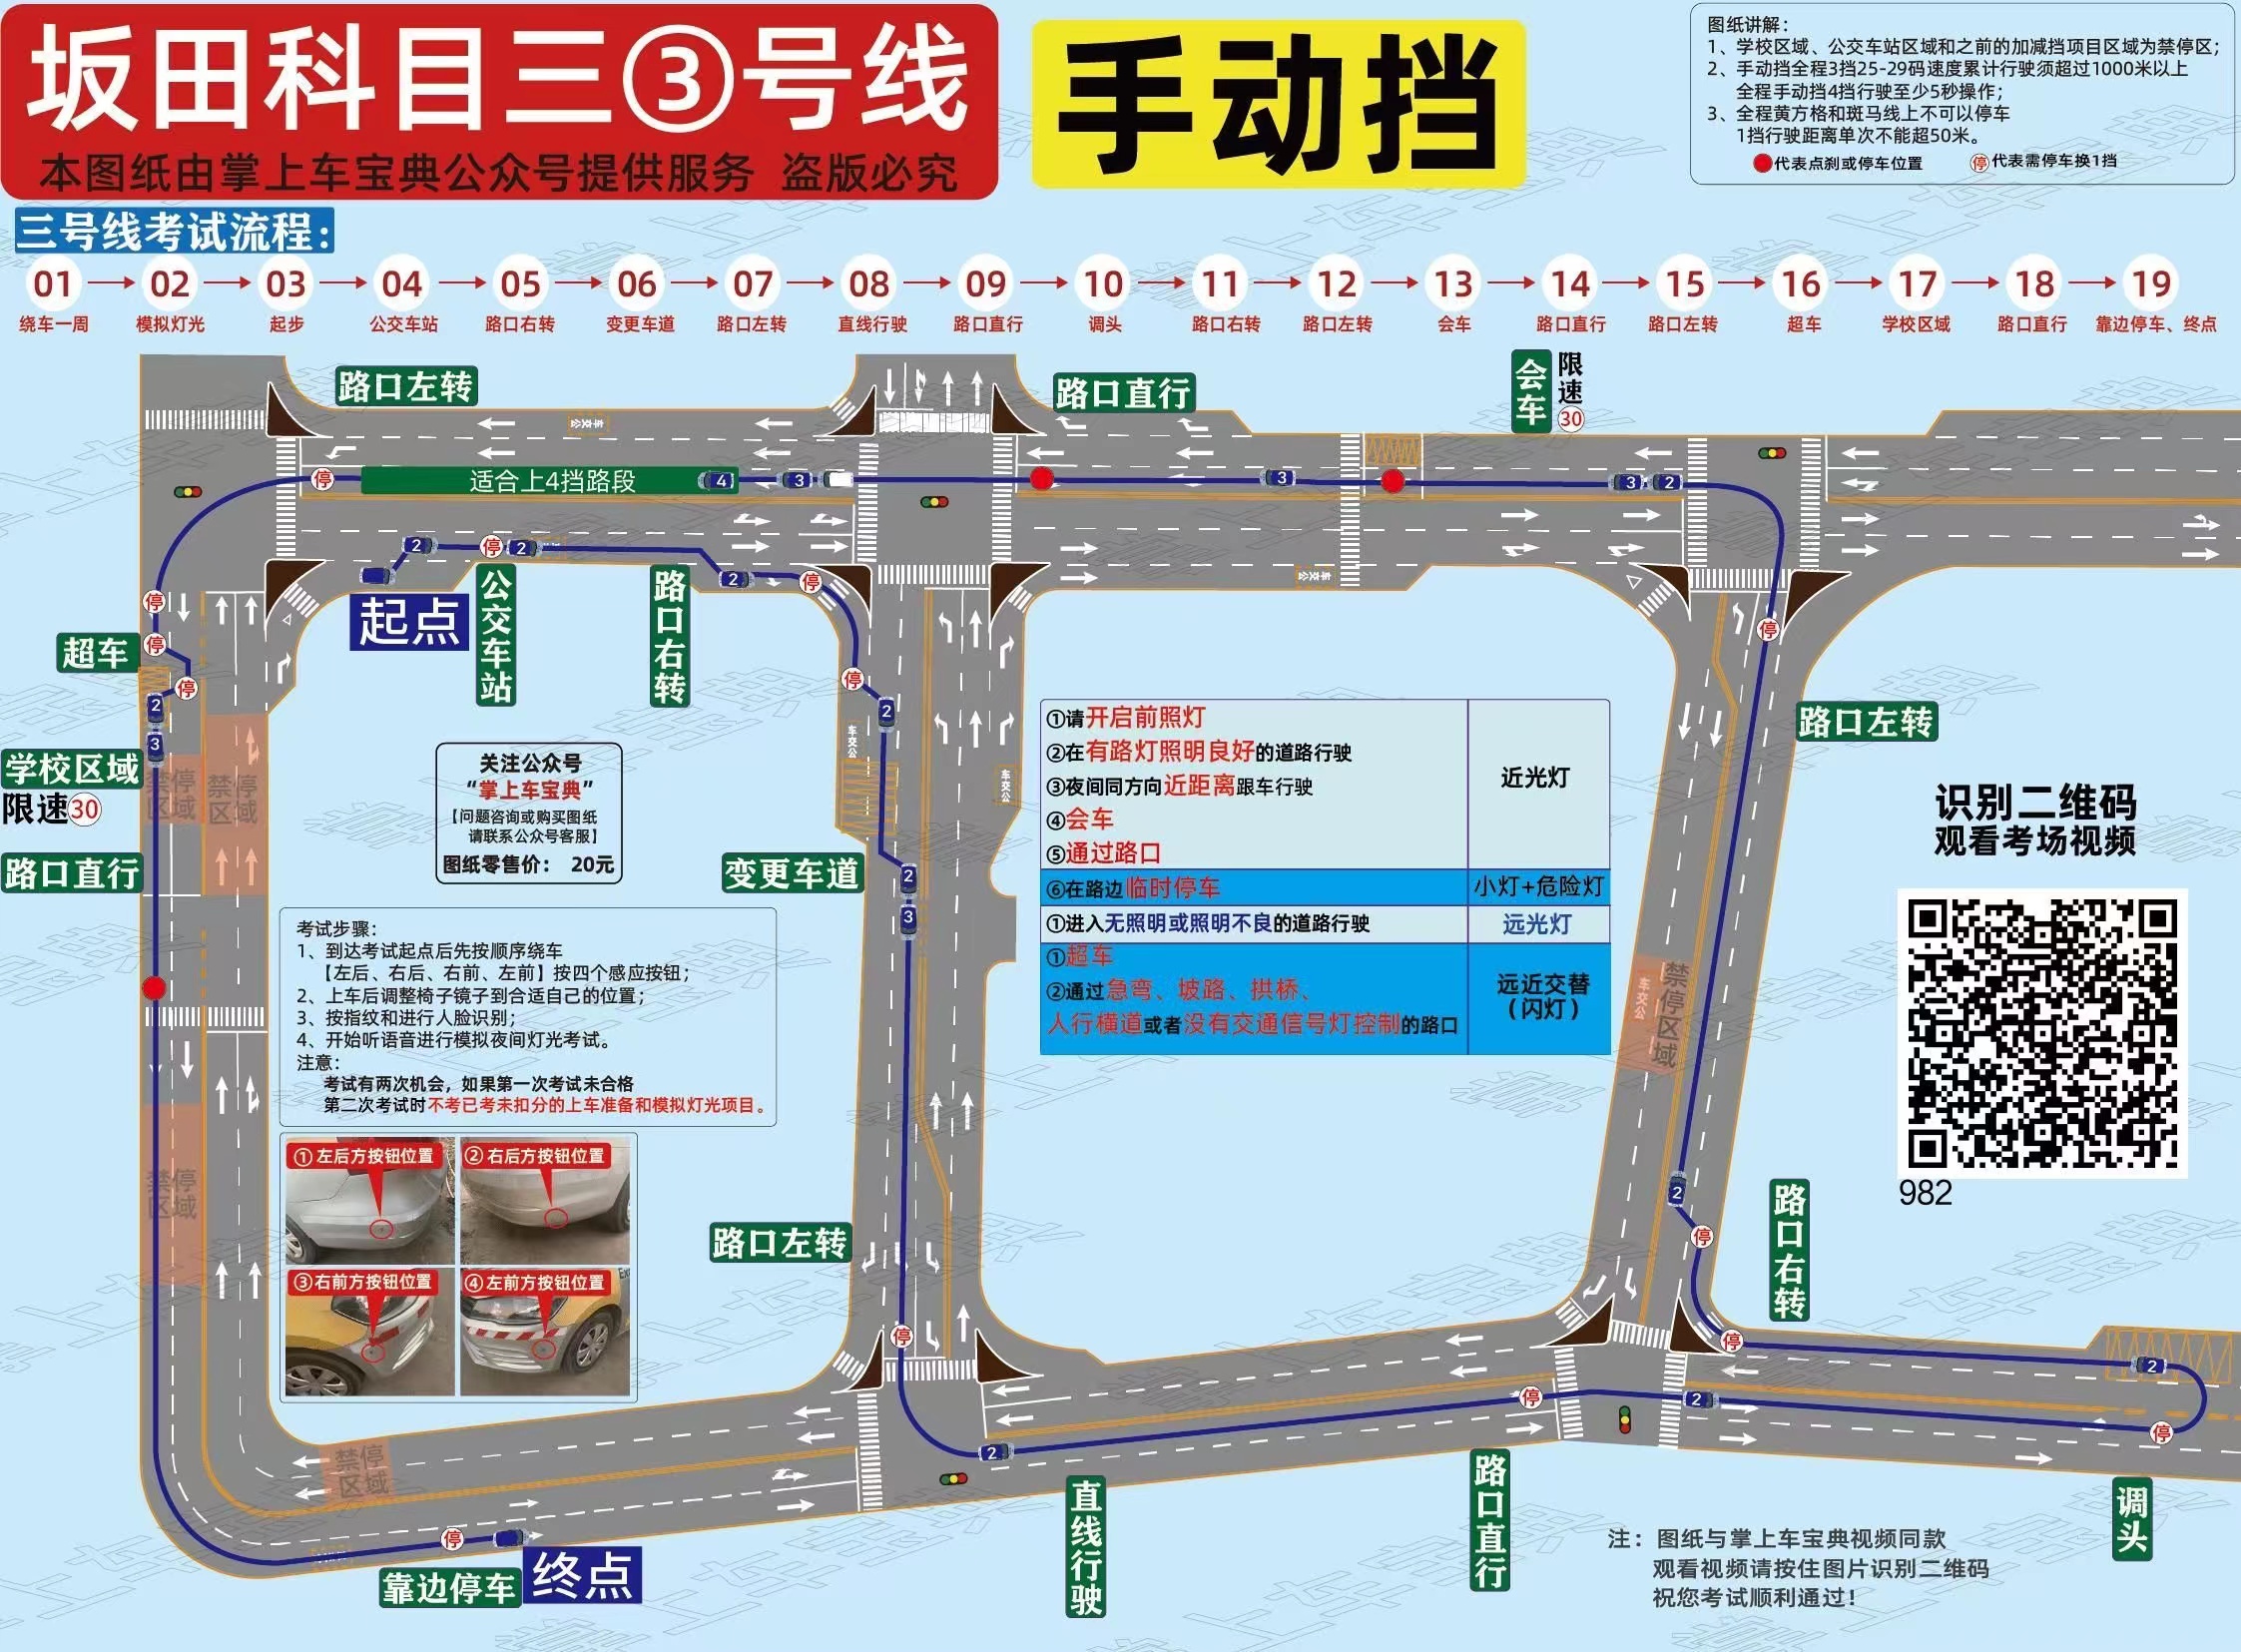 坂田科目三③号线
本图纸由掌上车宝典公众号提供服务 盗版必究
手动挡
图纸讲解：
1、学校区域、公交车站区域和之前的加减挡项目区域为禁停区；
2、手动挡全程3挡25-29码速度累计行驶须超过1000米以上
全程手动挡4挡行驶至少5秒操作；
3、全程黄方格和斑马线上不可以停车
1挡行驶距离单次不能超50米。
代表点刹或停车位置 停代表需停车换1挡
三号线考试流程：
01 02 03 04 05 06 07 08 09 10 11 12 13 14 15 16 17 18 19
绕车一周 模拟灯光 起步 公交车站 路口右转 变更车道 路口左转 直线行驶 路口直行 调头 路口右转 路口左转 会车 路口直行 路口左转 超车 学校区域 路口直行 靠边停车、终点
路口左转
路口直行
会车
限速30
公交车
停
适合上4挡路段
4
3
3
3
2
2
停
2
公交车
起点
公交车站
路口右转
2
停
停
停
超车
停
停
2
3
学校区域
限速30
禁停区域
禁停区域
路口直行
停
2
公交车
公交车
变更车道
2
3
路口左转
关注公众号
“掌上车宝典”
【问题咨询或购买图纸
请联系公众号客服】
图纸零售价： 20元
①请开启前照灯
②在有路灯照明良好的道路行驶
③夜间同方向近距离跟车行驶
④会车
⑤通过路口
近光灯
⑥在路边临时停车
小灯+危险灯
①进入无照明或照明不良的道路行驶
远光灯
①超车
②通过急弯、坡路、拱桥、
人行横道或者没有交通信号灯控制的路口
远近交替
（闪灯）
识别二维码
观看考场视频
982
考试步骤：
1、到达考试起点后先按顺序绕车
【左后、右后、右前、左前】按四个感应按钮；
2、上车后调整椅子镜子到合适自己的位置；
3、按指纹和进行人脸识别；
4、开始听语音进行模拟夜间灯光考试。
注意：
考试有两次机会，如果第一次考试未合格
第二次考试时不考已考未扣分的上车准备和模拟灯光项目。
①左后方按钮位置
②右后方按钮位置
③右前方按钮位置
④左前方按钮位置
禁停区域
公交车
禁停区域
路口左转
停
2
停
路口右转
停
2
停
2
停
2
停
禁停区域
停
靠边停车
终点
直线行驶
路口直行
调头
注：图纸与掌上车宝典视频同款
观看视频请按住图片识别二维码
祝您考试顺利通过！